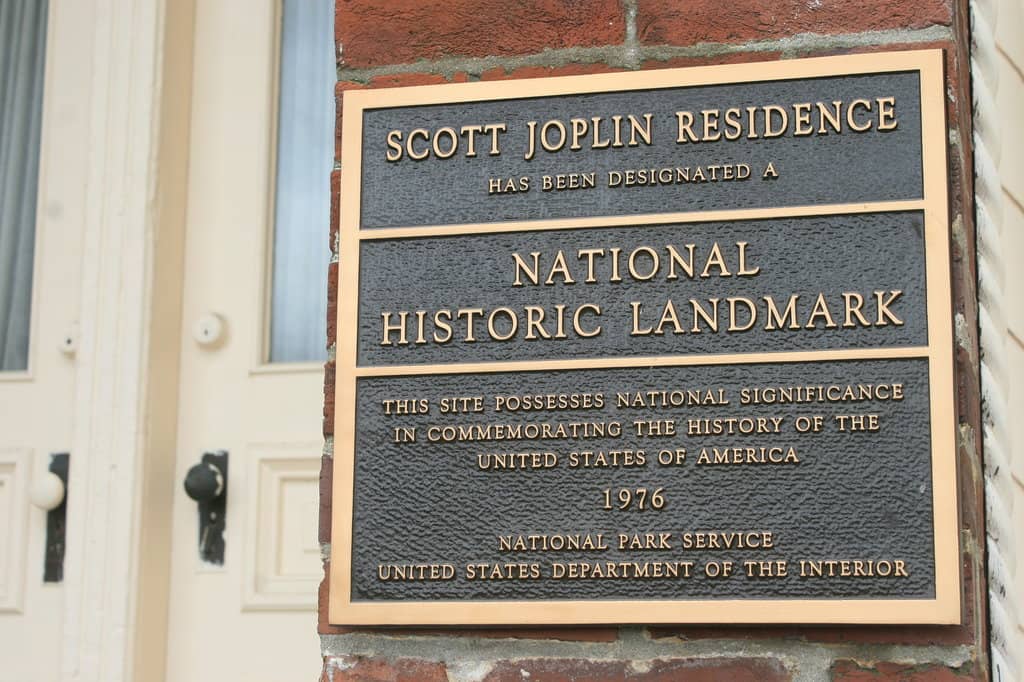 SCOTT JOPLIN RESIDENCE
HAS BEEN DESIGNATED A
NATIONAL
HISTORIC LANDMARK
THIS SITE POSSESSES NATIONAL SIGNIFICANCE
IN COMMEMORATING THE HISTORY OF THE
UNITED STATES OF AMERICA
1976
NATIONAL PARK SERVICE
UNITED STATES DEPARTMENT OF THE INTERIOR